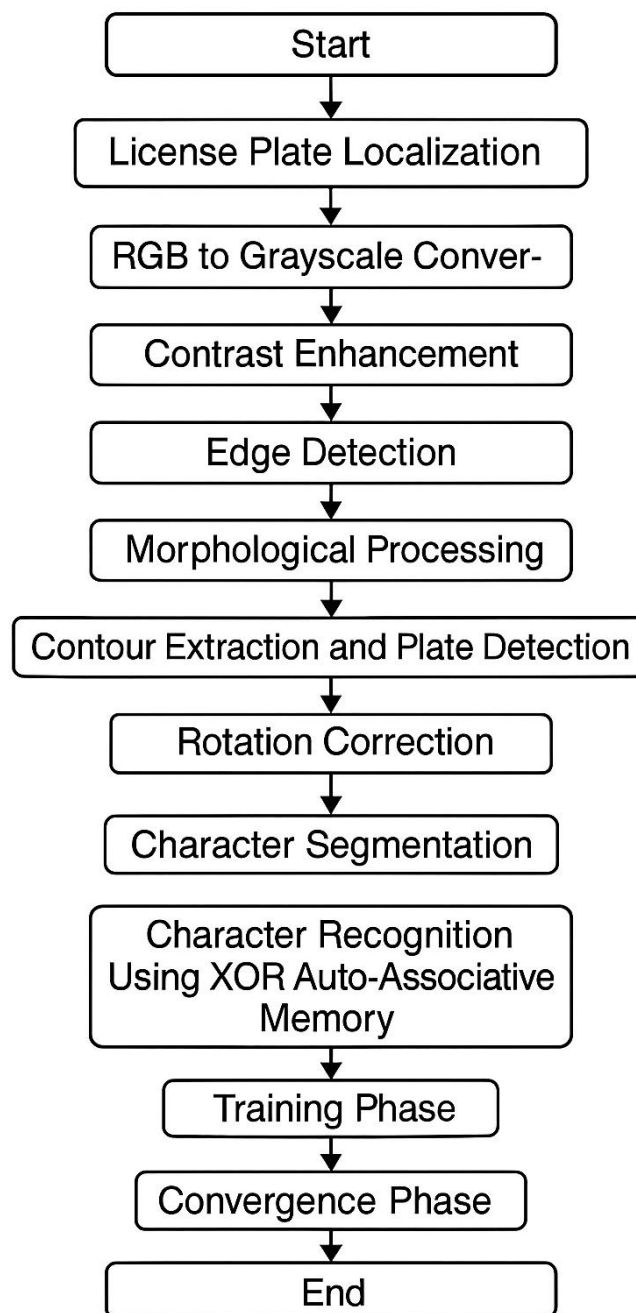 Start
License Plate Localization
RGB to Grayscale Conver-
Contrast Enhancement
Edge Detection
Morphological Processing
Contour Extraction and Plate Detection
Rotation Correction
Character Segmentation
Character Recognition
Using XOR Auto-Associative
Memory
Training Phase
Convergence Phase
End